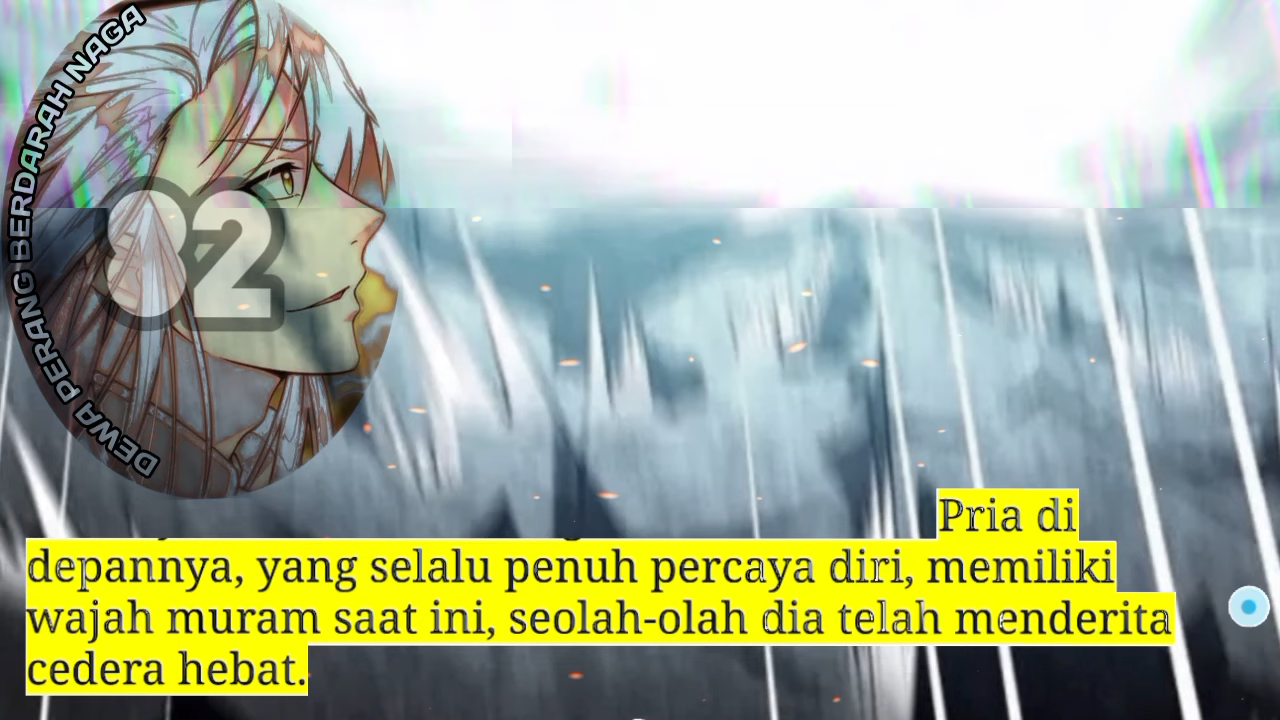 DEWA PERANG BERDARAH NAGA
82
Pria di
depannya, yang selalu penuh percaya diri, memiliki
wajah muram saat ini, seolah-olah dia telah menderita
cedera hebat.